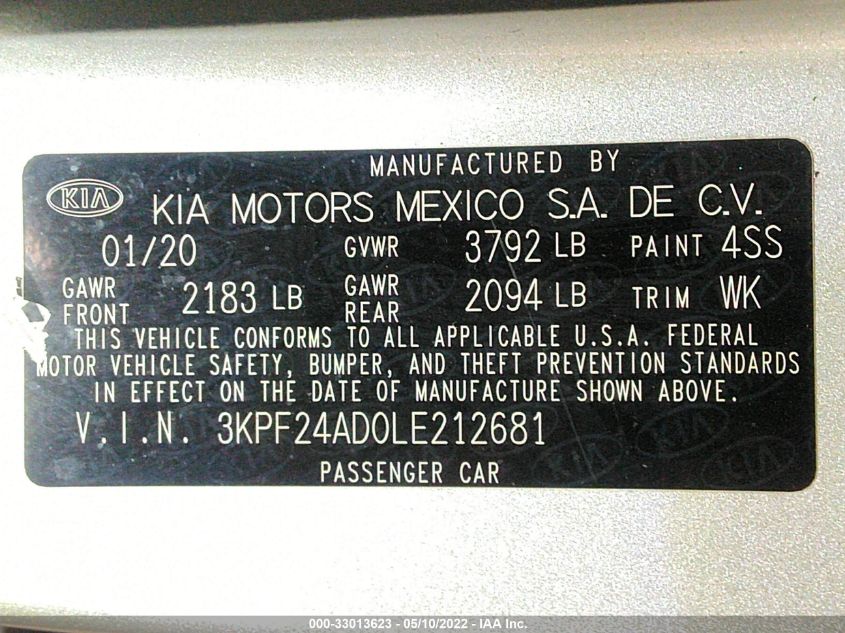 MANUFACTURED BY
KIA KIA MOTORS MEXICO S.A. DE C.V.
01/20 GVWR 3792 LB PAINT 4SS
GAWR FRONT 2183 LB GAWR REAR 2094 LB TRIM WK
THIS VEHICLE CONFORMS TO ALL APPLICABLE U.S.A. FEDERAL
MOTOR VEHICLE SAFETY, BUMPER, AND THEFT PREVENTION STANDARDS
IN EFFECT ON THE DATE OF MANUFACTURE SHOWN ABOVE.
V.I.N. 3KPF24AD0LE212681
PASSENGER CAR
000-33013623 - 05/10/2022 - IAA Inc.